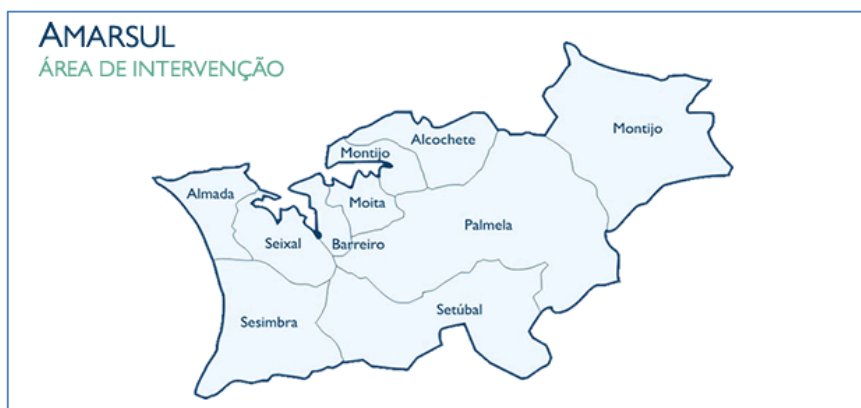 AMARSUL
ÁREA DE INTERVENÇÃO
Montijo
Alcochete
Montijo
Almada
Moita
Palmela
Seixal
Barreiro
Setúbal
Sesimbra